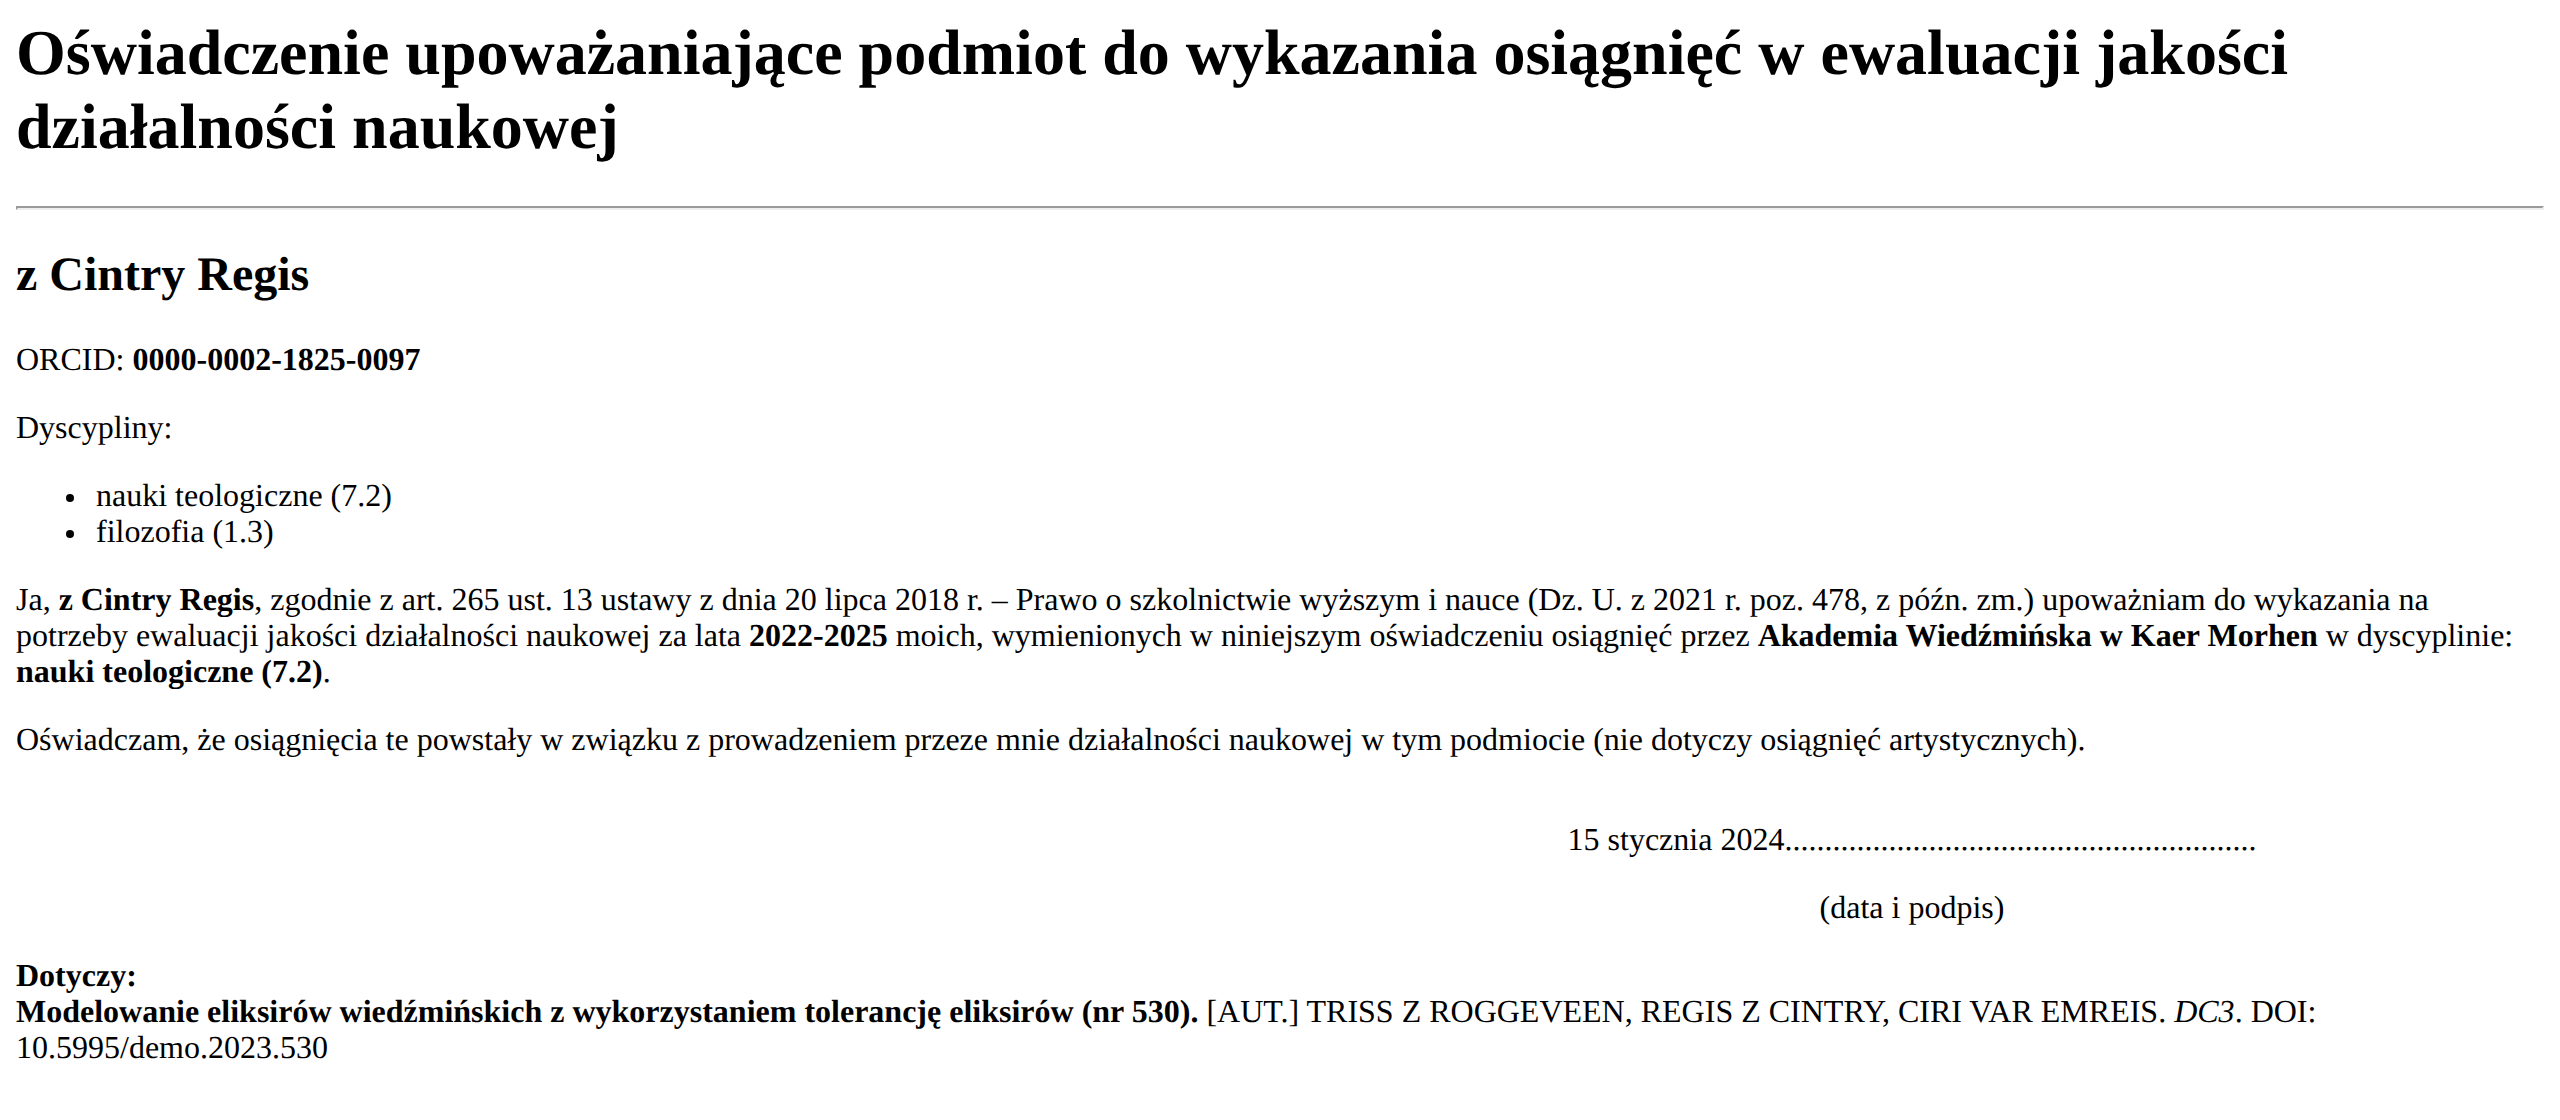 Oświadczenie upoważaniające podmiot do wykazania osiągnięć w ewaluacji jakości
działalności naukowej
z Cintry Regis
ORCID: 0000-0002-1825-0097
Dyscypliny:
• nauki teologiczne (7.2)
• filozofia (1.3)
Ja, z Cintry Regis, zgodnie z art. 265 ust. 13 ustawy z dnia 20 lipca 2018 r. – Prawo o szkolnictwie wyższym i nauce (Dz. U. z 2021 r. poz. 478, z późn. zm.) upoważniam do wykazania na
potrzeby ewaluacji jakości działalności naukowej za lata 2022-2025 moich, wymienionych w niniejszym oświadczeniu osiągnięć przez Akademia Wiedźmińska w Kaer Morhen w dyscyplinie:
nauki teologiczne (7.2).
Oświadczam, że osiągnięcia te powstały w związku z prowadzeniem przeze mnie działalności naukowej w tym podmiocie (nie dotyczy osiągnięć artystycznych).
15 stycznia 2024...........................................................
(data i podpis)
Dotyczy:
Modelowanie eliksirów wiedźmińskich z wykorzystaniem tolerancję eliksirów (nr 530). [AUT.] TRISS Z ROGGEVEEN, REGIS Z CINTRY, CIRI VAR EMREIS. DC3. DOI:
10.5995/demo.2023.530